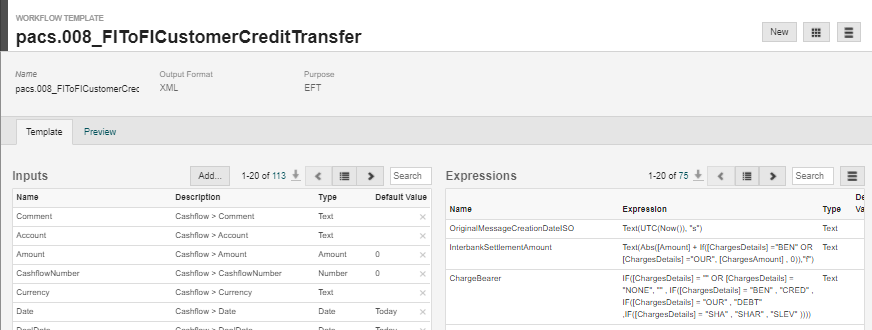 WORKFLOW TEMPLATE
pacs.008_FIToFICustomerCreditTransfer
New
Name Output Format Purpose
pacs.008_FIToFICustomerCrec XML EFT
Template Preview
Inputs Add... 1-20 of 113 Search
Name Description Type Default Value
Comment Cashflow > Comment Text
Account Cashflow > Account Text
Amount Cashflow > Amount Amount 0
CashflowNumber Cashflow > CashflowNumber Number 0
Currency Cashflow > Currency Text
Date Cashflow > Date Date Today
Expressions 1-20 of 75 Search
Name Expression Type De
Va
OriginalMessageCreationDateISO Text(UTC(Now()), "s") Text
InterbankSettlementAmount Text(Abs([Amount] + If([ChargesDetails] ="BEN" OR Text
[ChargesDetails] ="OUR", [ChargesAmount] , 0)),"f")
ChargeBearer IF([ChargesDetails] = "" OR [ChargesDetails] = Text
"NONE", "" , IF([ChargesDetails] = "BEN" , "CRED" ,
IF([ChargesDetails] = "OUR" , "DEBT"
,IF([ChargesDetails] = "SHA" , "SHAR" , "SLEV" ))))